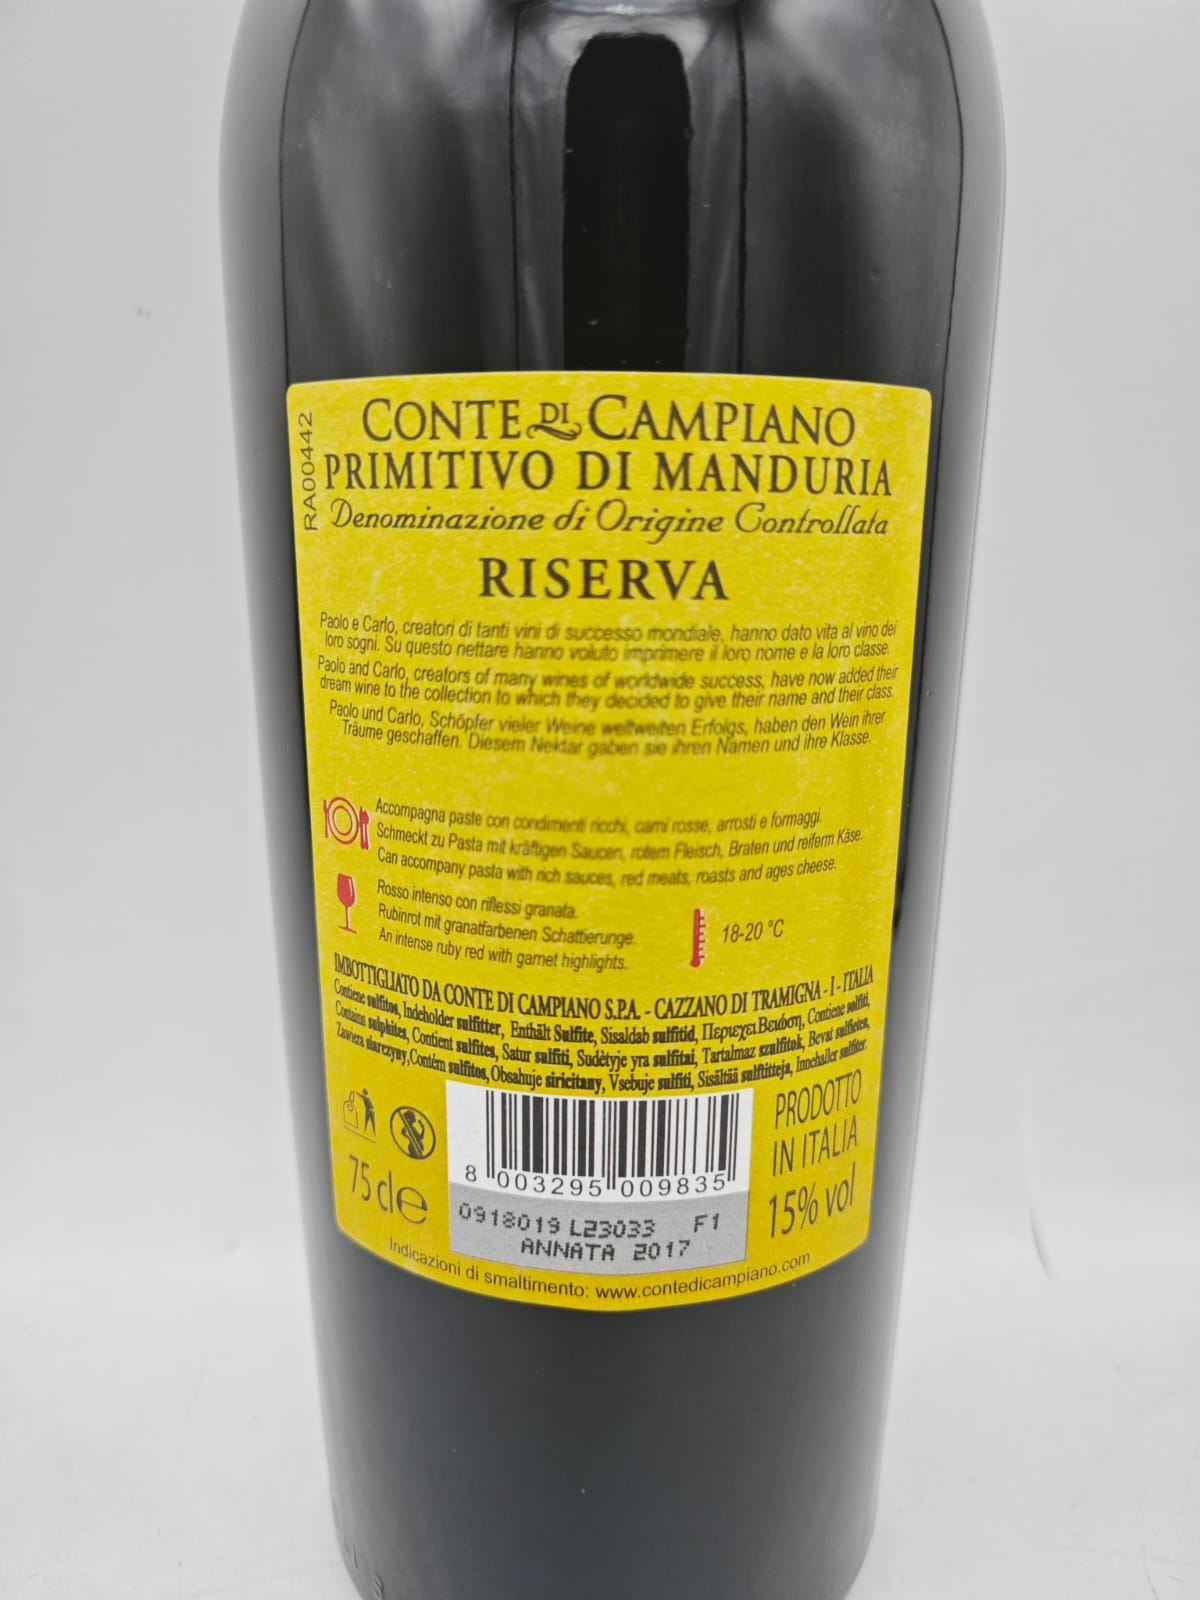 CONTE DI CAMPIANO
PRIMITIVO DI MANDURIA
Denominazione di Origine Controllata
RISERVA
RA00442
Paolo e Carlo, creatori di tanti vini di successo mondiale, hanno dato vita al vino dei
loro sogni. Su questo nettare hanno voluto imprimere il loro nome e la loro classe.
Paolo and Carlo, creators of many wines of worldwide success, have now added their
dream wine to the collection to which they decided to give their name and their class.
Paolo und Carlo, Schöpfer vieler Weine weltweiten Erfolgs, haben den Wein ihrer
Träume geschaffen. Diesem Nektar gaben sie ihren Namen und ihre Klasse.
Accompagna paste con condimenti ricchi, carni rosse, arrosti e formaggi.
Schmeckt zu Pasta mit kräftigen Saucen, rotem Fleisch, Braten und reiferm Käse.
Can accompany pasta with rich sauces, red meats, roasts and ages cheese.
Rosso intenso con riflessi granata.
Rubinrot mit granatfarbenen Schattierunge.
An intense ruby red with garnet highlights.
18-20 °C
IMBOTTIGLIATO DA CONTE DI CAMPIANO S.P.A. - CAZZANO DI TRAMIGNA - I - ITALIA
Contiene sulfitos, Indeholder sulfitter, Enthält Sulfite, Sisaldab sulfitid, Περιεχει Βειώδη, Contiene solfiti,
Contains sulphites, Contient sulfites, Satur sulfiti, Sudėtyje yra sulfitai, Tartalmaz szulfitok, Bevat sulfieten,
Zawiera siarczyny, Contém sulfitos, Obsahuje siricitany, Vsebuje sulfiti, Sisältää sulfiitteja, Innehaller sulfiter.
75 cl e
8 003295 009835
PRODOTTO
IN ITALIA
15% vol
0918019 L23033 F1
ANNATA 2017
Indicazioni di smaltimento: www.contedicampiano.com